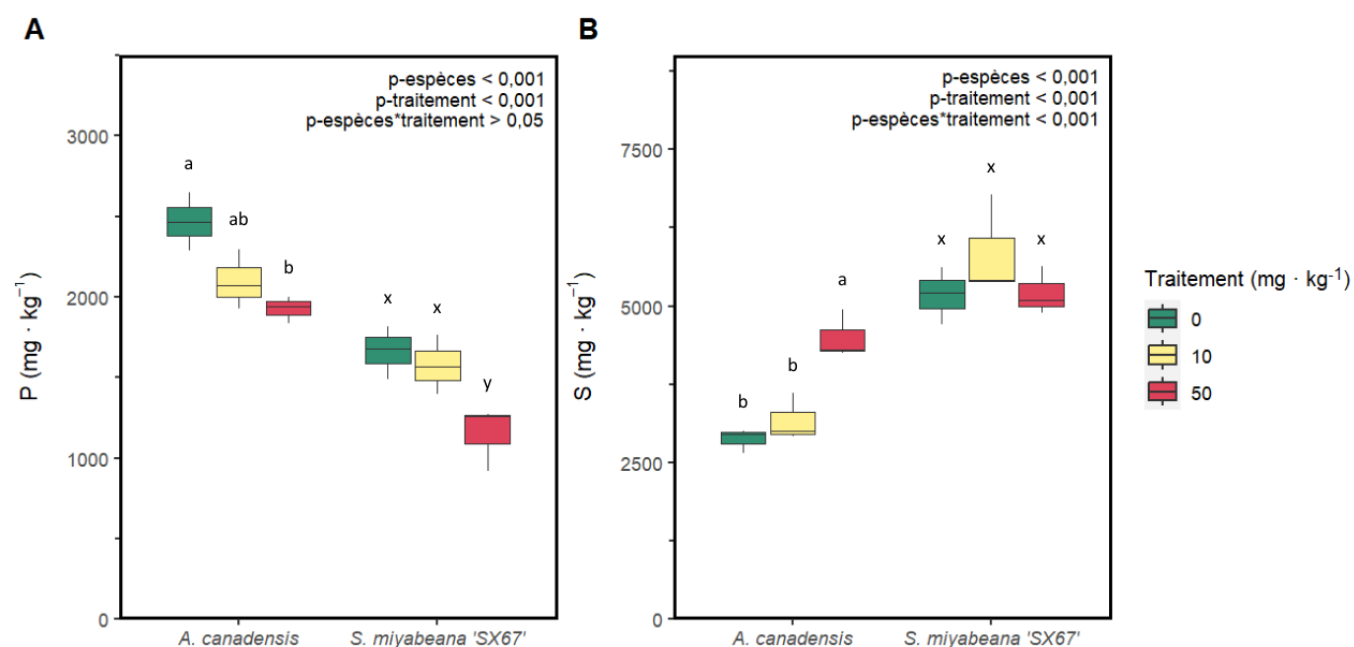 A
p-espèces < 0,001
p-traitement < 0,001
p-espèces*traitement > 0,05
P (mg · kg⁻¹)
3000
2000
1000
0
a
ab
b
x
x
y
A. canadensis
S. miyabeana 'SX67'
B
p-espèces < 0,001
p-traitement < 0,001
p-espèces*traitement < 0,001
S (mg · kg⁻¹)
7500
5000
2500
0
b
b
a
x
x
x
A. canadensis
S. miyabeana 'SX67'
Traitement (mg · kg⁻¹)
0
10
50